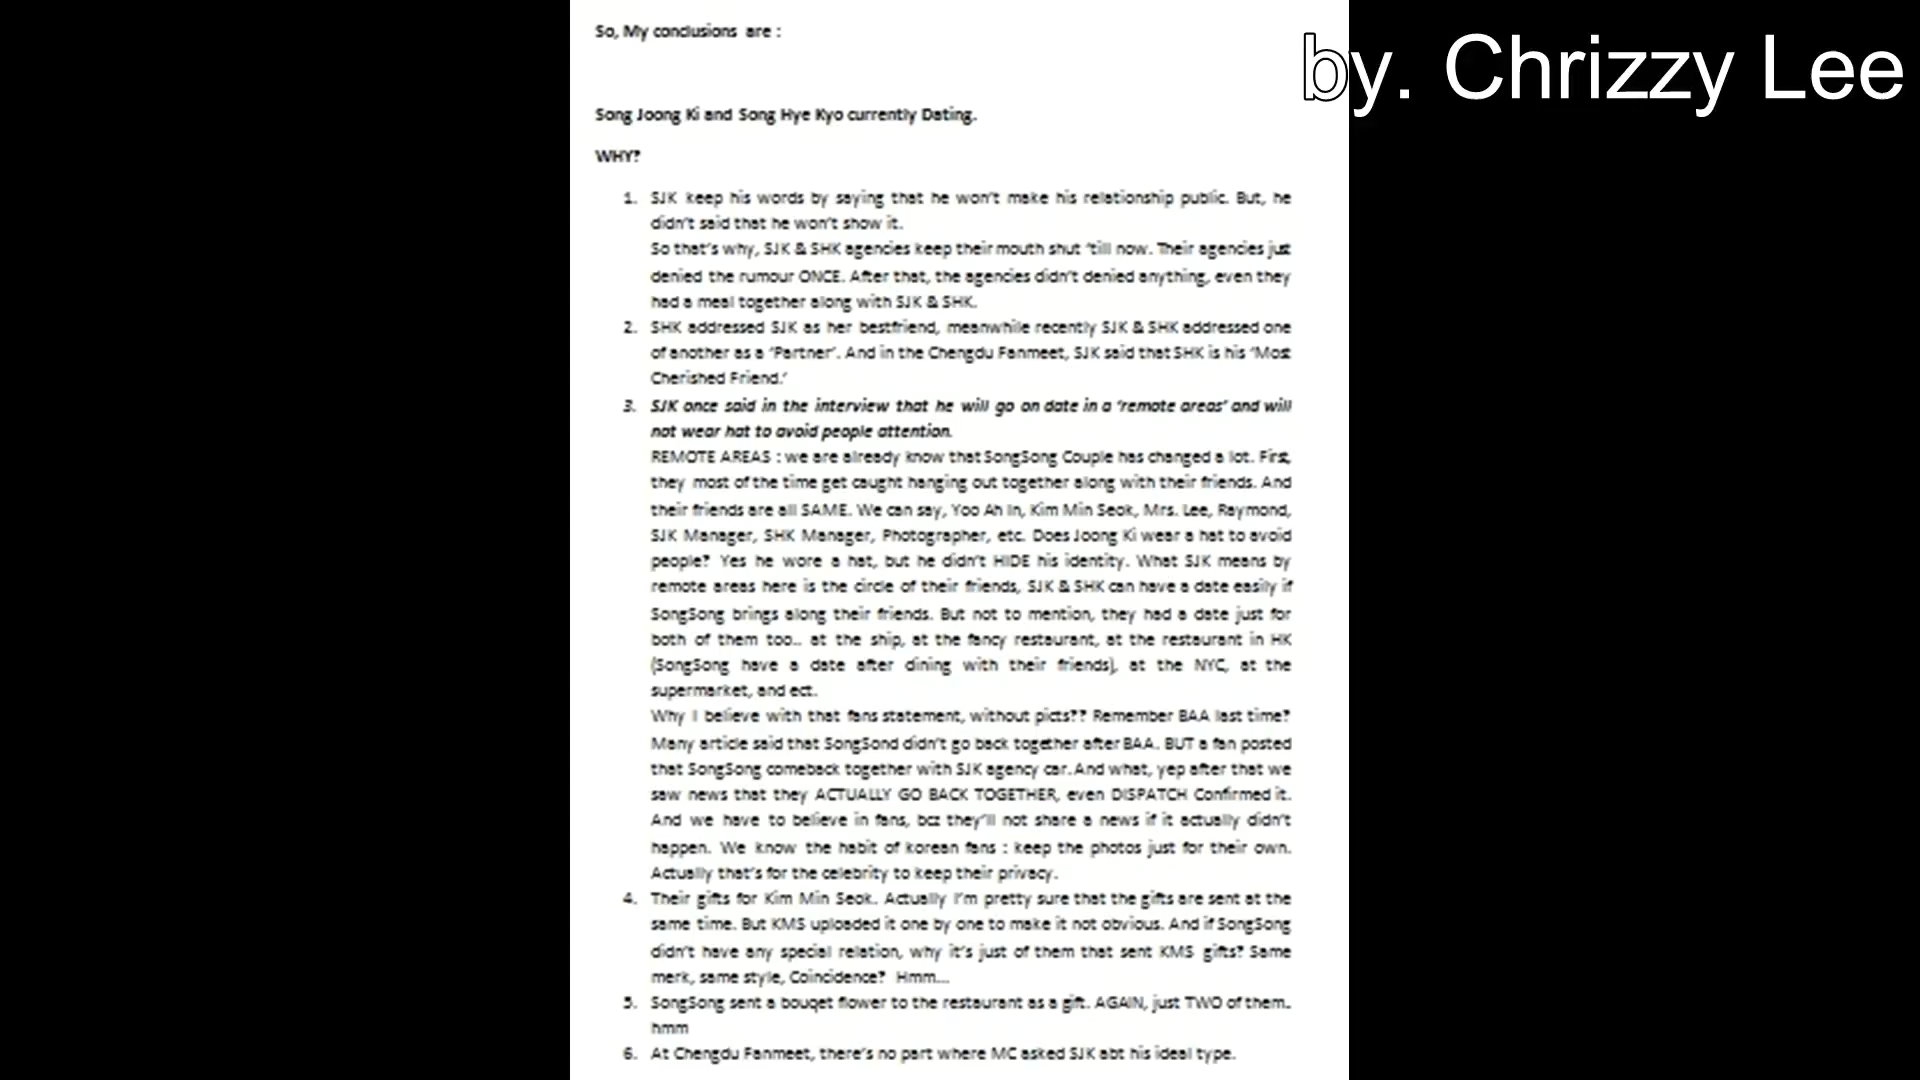 So, My conclusions are :
by. Chrizzy Lee
Song Joong Ki and Song Hye Kyo currently Dating.
WHY?
1. SJK keep his words by saying that he won't make his relationship public. But, he
didn't said that he won't show it.
So that's why, SJK & SHK agencies keep their mouth shut 'till now. Their agencies just
denied the rumour ONCE. After that, the agencies didn't denied anything, even they
had a meal together along with SJK & SHK.
2. SHK addressed SJK as her bestfriend, meanwhile recently SJK & SHK addressed one
of another as a 'Partner'. And in the Chengdu Fanmeet, SJK said that SHK is his 'Most
Cherished Friend.'
3. SJK once said in the interview that he will go on date in a 'remote areas' and will
not wear hat to avoid people attention.
REMOTE AREAS : we are already know that SongSong Couple has changed a lot. First,
they most of the time get caught hanging out together along with their friends. And
their friends are all SAME. We can say, Yoo Ah In, Kim Min Seok, Mrs. Lee, Raymond,
SJK Manager, SHK Manager, Photographer, etc. Does Joong Ki wear a hat to avoid
people? Yes he wore a hat, but he didn't HIDE his identity. What SJK means by
remote areas here is the circle of their friends, SJK & SHK can have a date easily if
SongSong brings along their friends. But not to mention, they had a date just for
both of them too.. at the ship, at the fancy restaurant, at the restaurant in HK
(SongSong have a date after dining with their friends), at the NYC, at the
supermarket, and ect.
Why I believe with that fans statement, without picts?? Remember BAA last time?
Many article said that SongSond didn't go back together after BAA. BUT a fan posted
that SongSong comeback together with SJK agency car. And what, yep after that we
saw news that they ACTUALLY GO BACK TOGETHER, even DISPATCH Confirmed it.
And we have to believe in fans, bcz they'll not share a news if it actually didn't
happen. We know the habit of korean fans : keep the photos just for their own.
Actually that's for the celebrity to keep their privacy.
4. Their gifts for Kim Min Seok. Actually I'm pretty sure that the gifts are sent at the
same time. But KMS uploaded it one by one to make it not obvious. And if SongSong
didn't have any special relation, why it's just of them that sent KMS gifts? Same
merk, same style, Coincidence? Hmm...
5. SongSong sent a bouqet flower to the restaurant as a gift. AGAIN, just TWO of them..
hmm
6. At Chengdu Fanmeet, there's no part where MC asked SJK abt his ideal type.